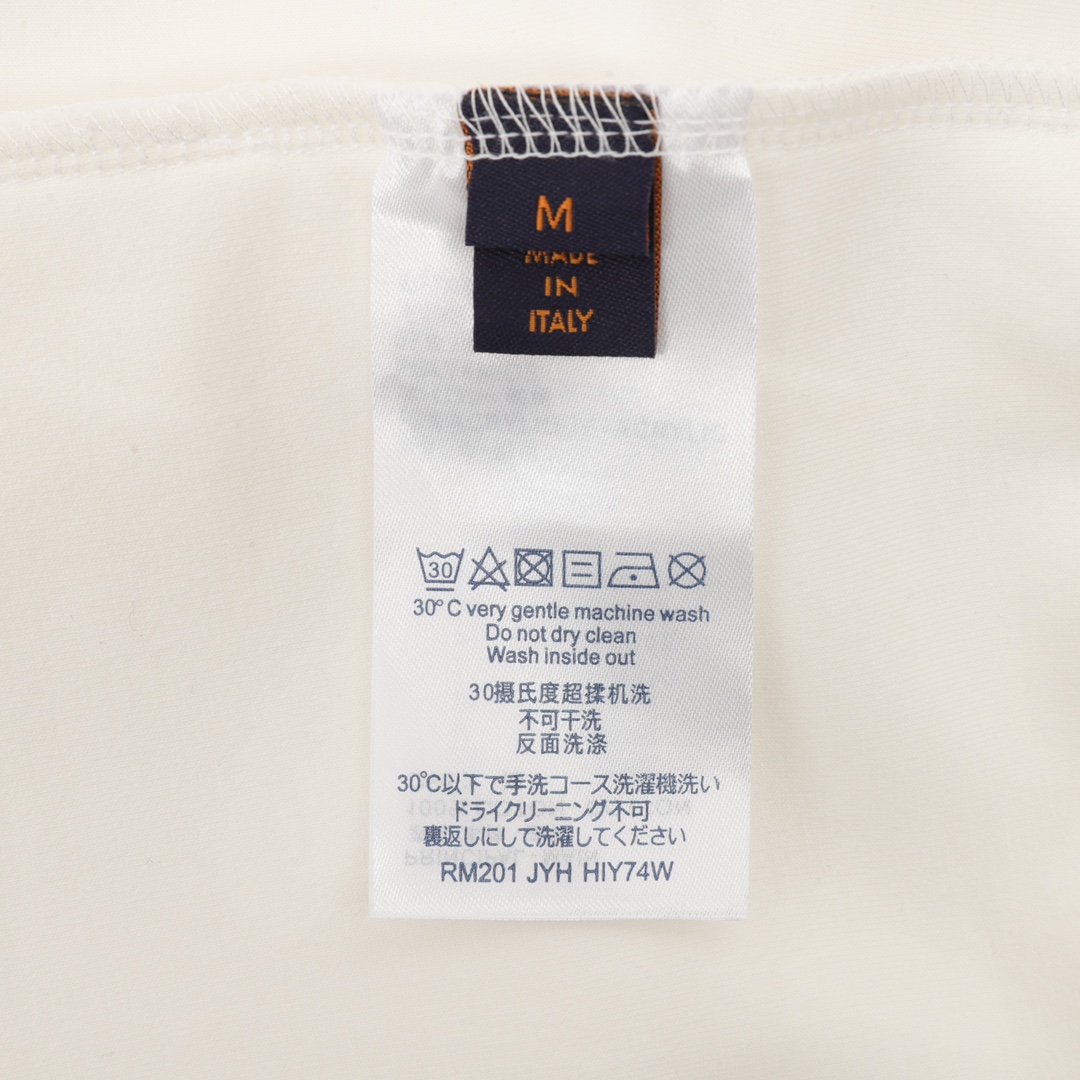 M
MADE
IN
ITALY
30
30°C very gentle machine wash
Do not dry clean
Wash inside out
30摄氏度超揉机洗
不可干洗
反面洗涤
30℃以下で手洗コース洗濯機洗い
ドライクリーニング不可
裏返しにして洗濯してください
RM201 JYH HIY74W